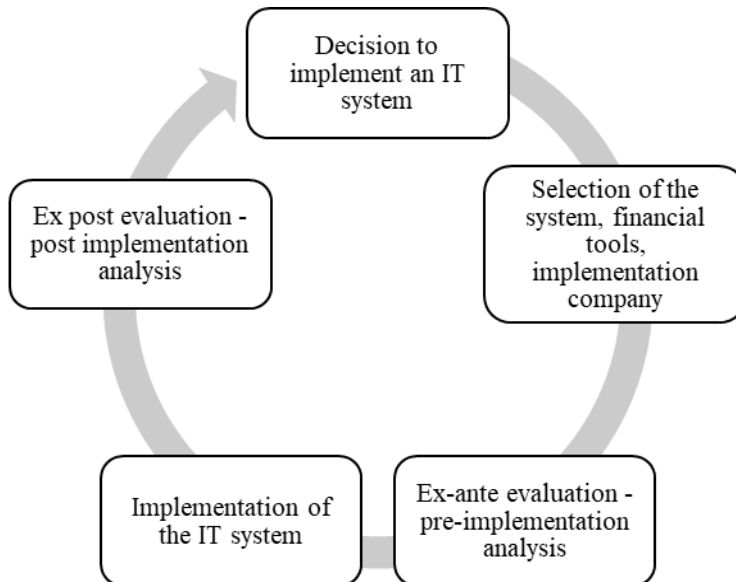 Decision to
implement an IT
system
Selection of the
system, financial
tools,
implementation
company
Ex-ante evaluation -
pre-implementation
analysis
Implementation of
the IT system
Ex post evaluation -
post implementation
analysis